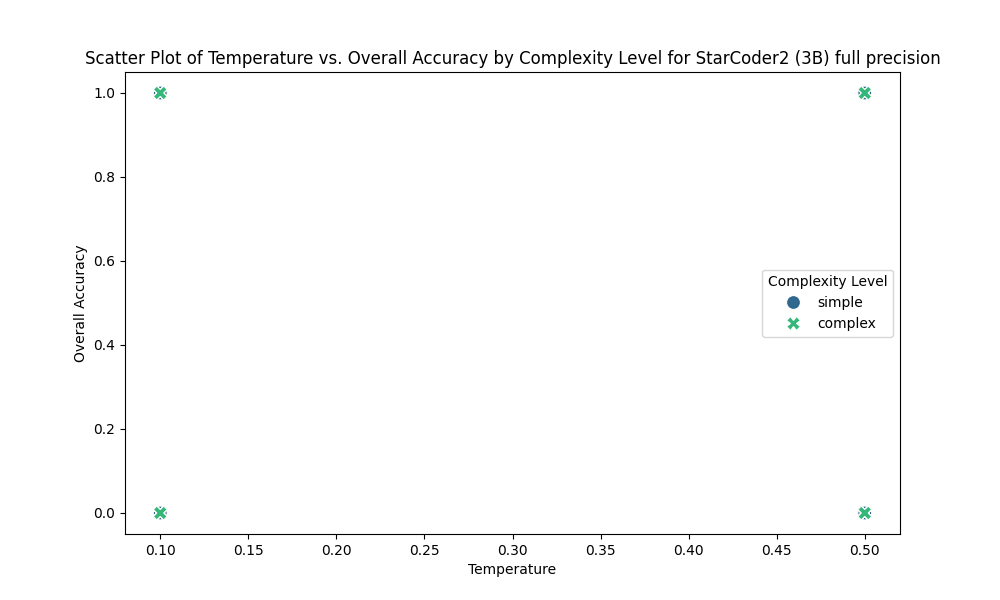 Scatter Plot of Temperature vs. Overall Accuracy by Complexity Level for StarCoder2 (3B) full precision
1.0
0.8
0.6
0.4
0.2
0.0
Overall Accuracy
Complexity Level
simple
complex
0.10
0.15
0.20
0.25
0.30
0.35
0.40
0.45
0.50
Temperature